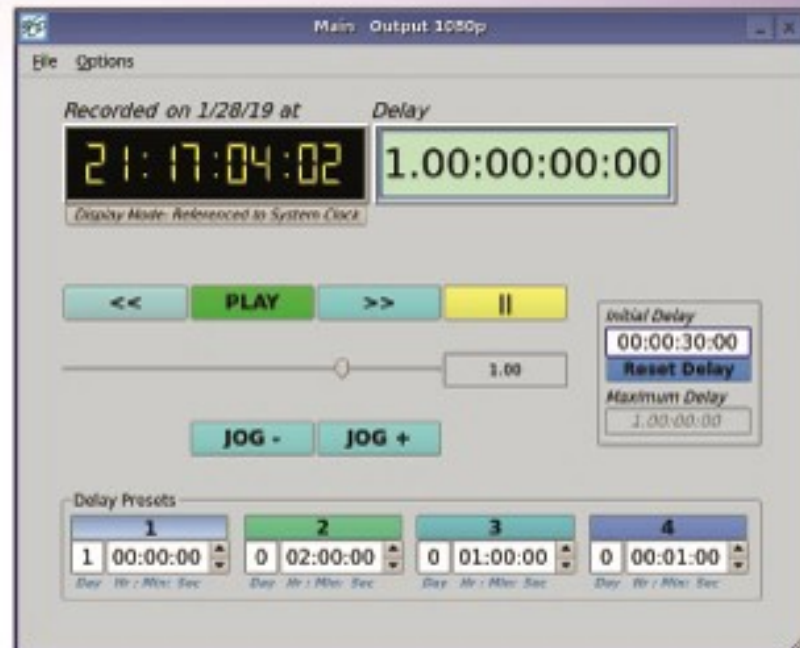 Main Output 1080p
File Options
Recorded on 1/28/19 at Delay
21:17:04:02 1.00:00:00:00
Display Mode: Referenced to System Clock
<< PLAY >> ||
Initial Delay
00:00:30:00
1.00 Reset Delay
Maximum Delay
1.00:00:00
JOG - JOG +
Delay Presets
1 2 3 4
1 00:00:00 0 02:00:00 0 01:00:00 0 00:01:00
Day Hr : Min: Sec Day Hr : Min: Sec Day Hr : Min: Sec Day Hr : Min: Sec